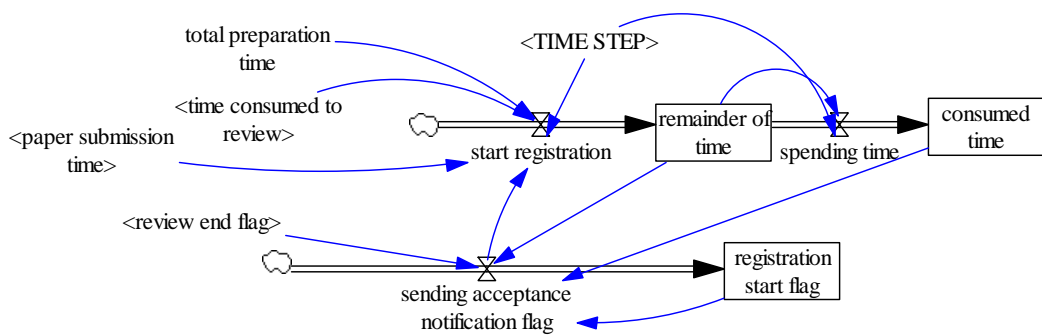 total preparation
time
<TIME STEP>
<time consumed to
review>
<paper submission
time>
start registration
remainder of
time
spending time
consumed
time
<review end flag>
sending acceptance
notification flag
registration
start flag